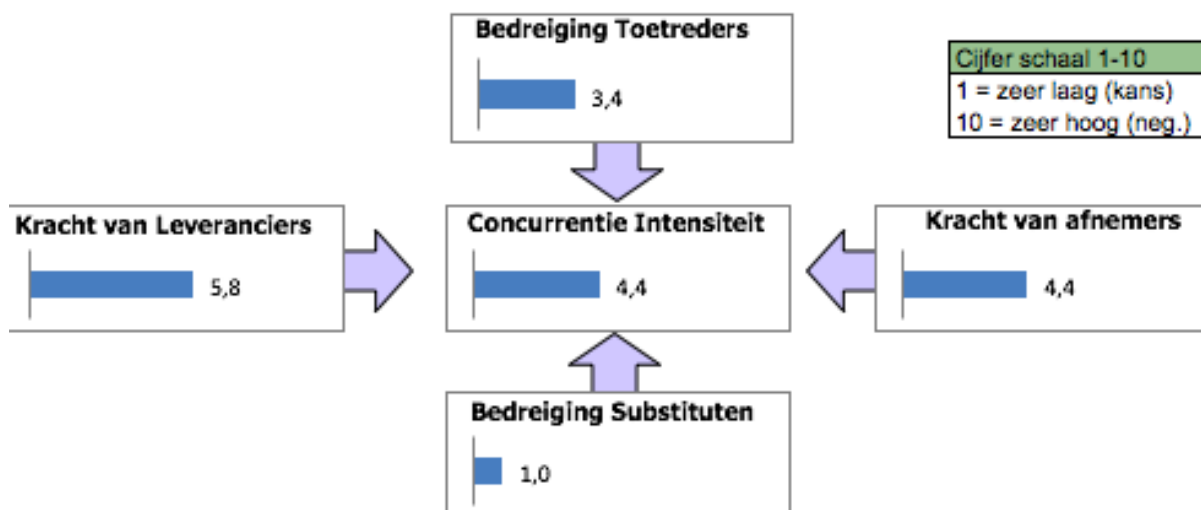 Bedreiging Toetreders
3,4
Cijfer schaal 1-10
1 = zeer laag (kans)
10 = zeer hoog (neg.)
Kracht van Leveranciers
5,8
Concurrentie Intensiteit
4,4
Kracht van afnemers
4,4
Bedreiging Substituten
1,0